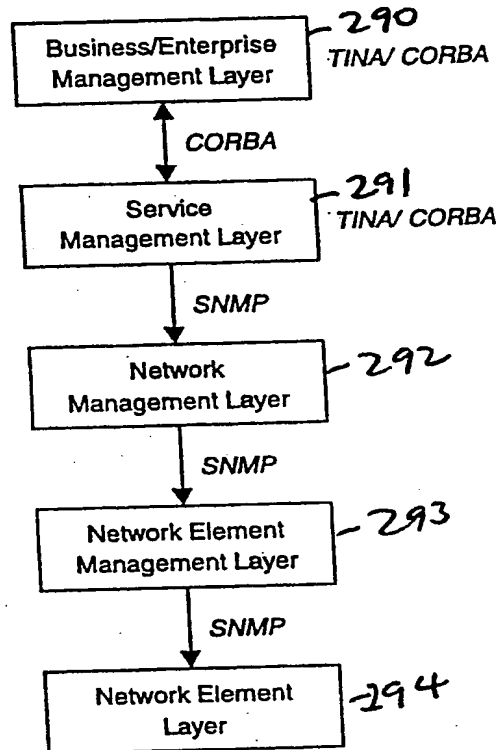 290
Business/Enterprise
Management Layer
TINA/ CORBA
CORBA
291
Service
Management Layer
TINA/ CORBA
SNMP
Network
Management Layer
292
SNMP
Network Element
Management Layer
293
SNMP
Network Element
Layer
294